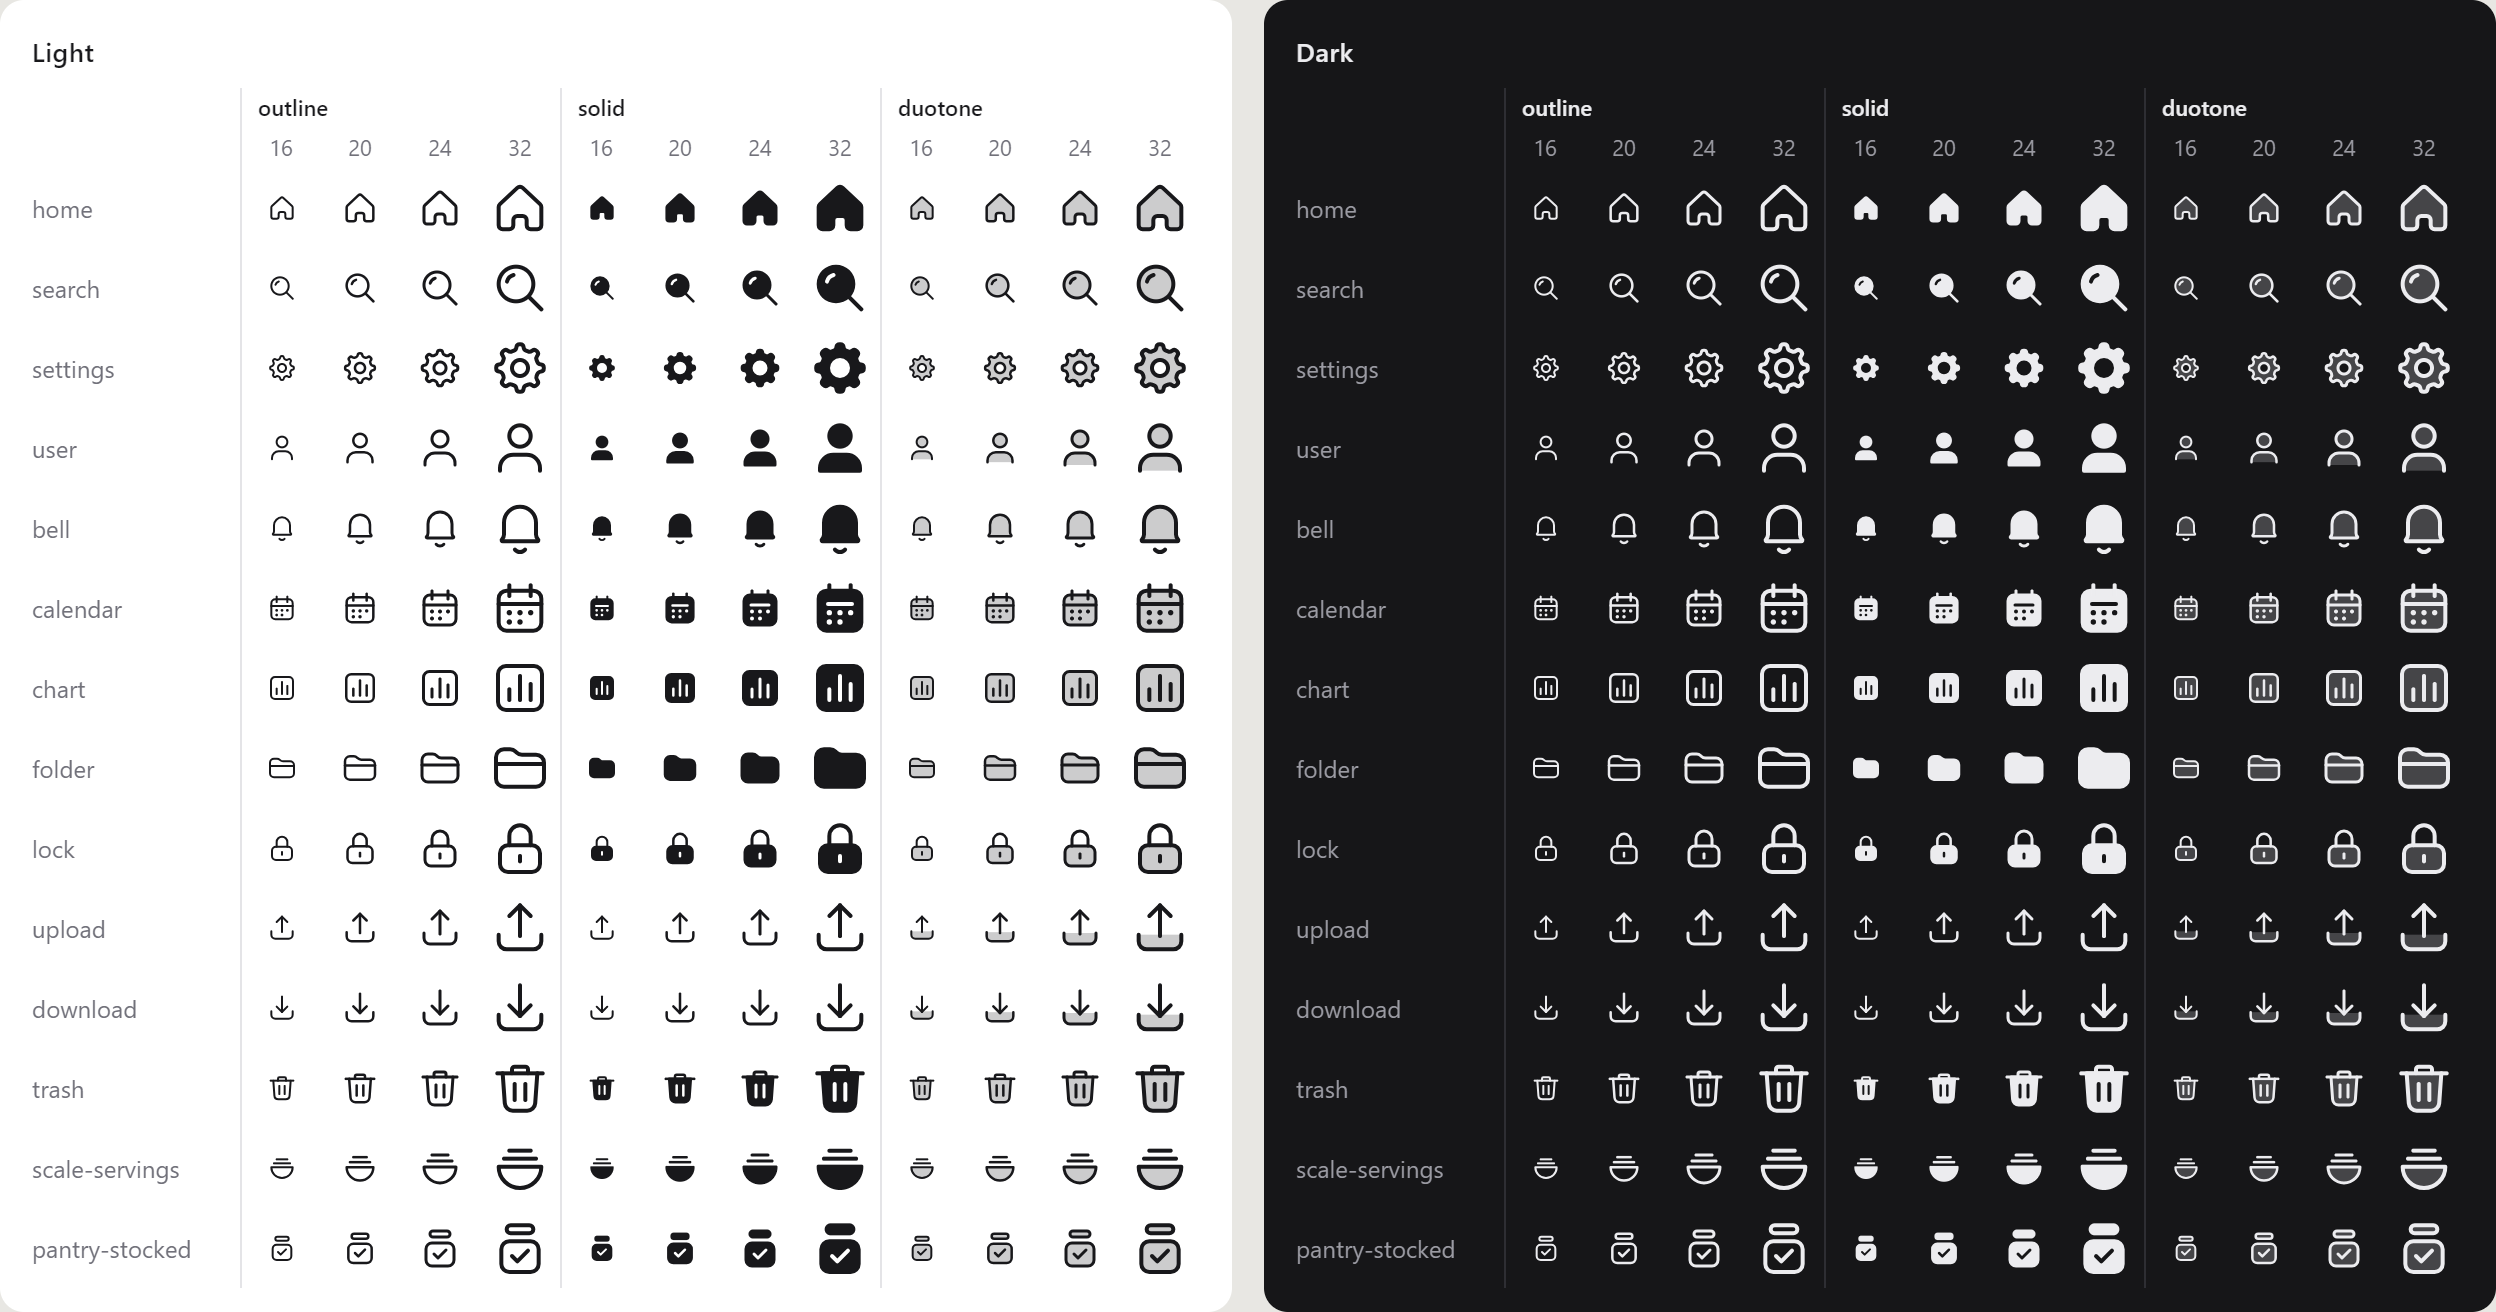 Light
outline solid duotone
16 20 24 32 16 20 24 32 16 20 24 32
home
search
settings
user
bell
calendar
chart
folder
lock
upload
download
trash
scale-servings
pantry-stocked
Dark
outline solid duotone
16 20 24 32 16 20 24 32 16 20 24 32
home
search
settings
user
bell
calendar
chart
folder
lock
upload
download
trash
scale-servings
pantry-stocked